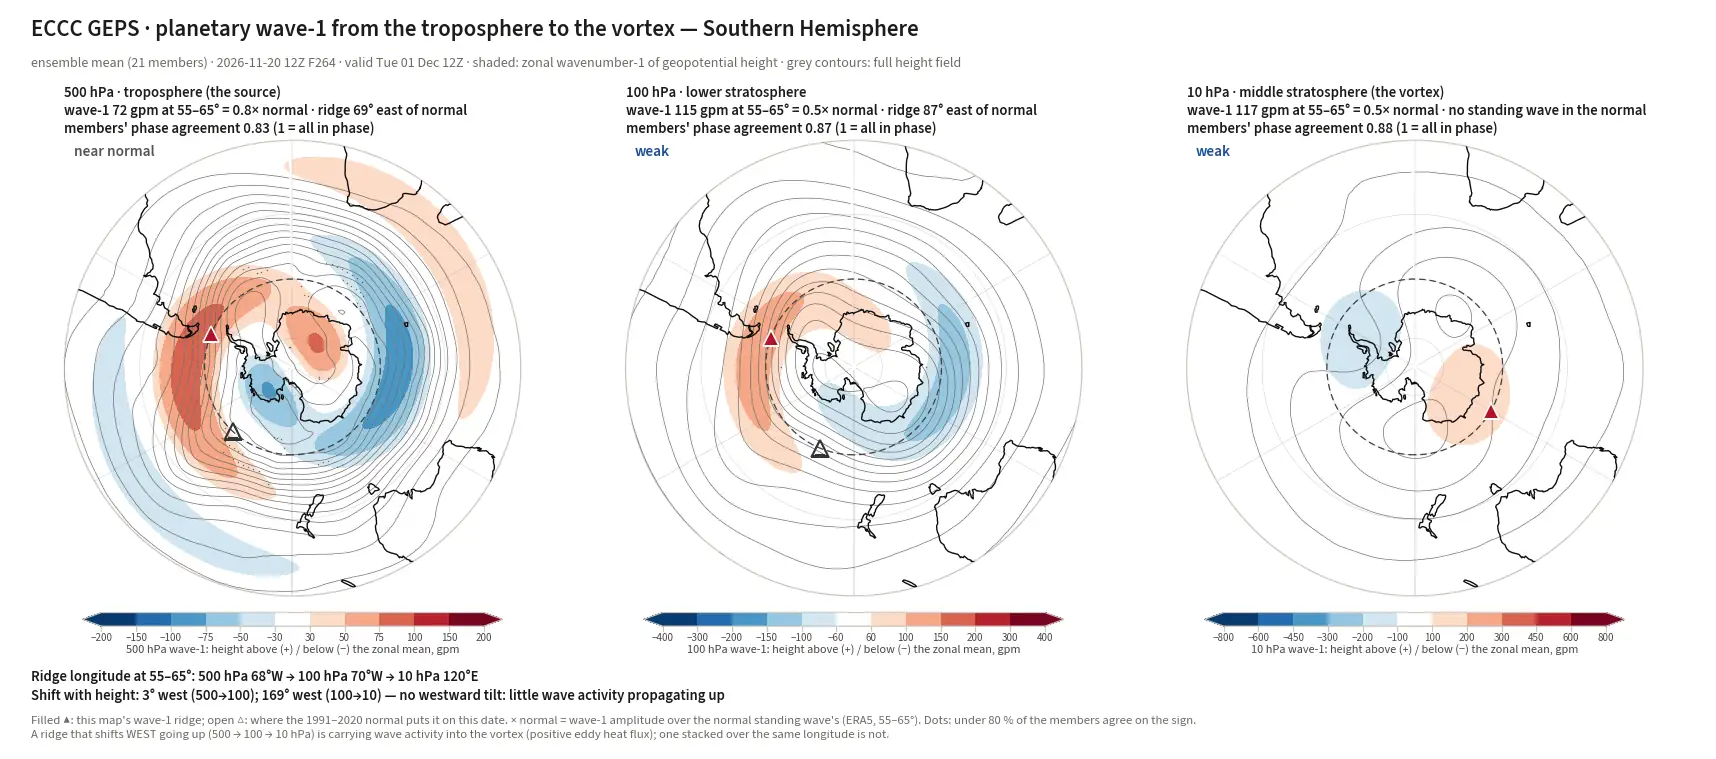 ECCC GEPS · planetary wave-1 from the troposphere to the vortex — Southern Hemisphere
ensemble mean (21 members) · 2026-11-20 12Z F264 · valid Tue 01 Dec 12Z · shaded: zonal wavenumber-1 of geopotential height · grey contours: full height field
500 hPa · troposphere (the source)
wave-1 72 gpm at 55–65° = 0.8× normal · ridge 69° east of normal
members' phase agreement 0.83 (1 = all in phase)
near normal
100 hPa · lower stratosphere
wave-1 115 gpm at 55–65° = 0.5× normal · ridge 87° east of normal
members' phase agreement 0.87 (1 = all in phase)
weak
10 hPa · middle stratosphere (the vortex)
wave-1 117 gpm at 55–65° = 0.5× normal · no standing wave in the normal
members' phase agreement 0.88 (1 = all in phase)
weak
−200 −150 −100 −75 −50 −30 30 50 75 100 150 200
500 hPa wave-1: height above (+) / below (−) the zonal mean, gpm
−400 −300 −200 −150 −100 −60 60 100 150 200 300 400
100 hPa wave-1: height above (+) / below (−) the zonal mean, gpm
−800 −600 −450 −300 −200 −100 100 200 300 450 600 800
10 hPa wave-1: height above (+) / below (−) the zonal mean, gpm
Ridge longitude at 55–65°: 500 hPa 68°W → 100 hPa 70°W → 10 hPa 120°E
Shift with height: 3° west (500→100); 169° west (100→10) — no westward tilt: little wave activity propagating up
Filled ▲: this map's wave-1 ridge; open △: where the 1991–2020 normal puts it on this date. × normal = wave-1 amplitude over the normal standing wave's (ERA5, 55–65°). Dots: under 80 % of the members agree on the sign.
A ridge that shifts WEST going up (500 → 100 → 10 hPa) is carrying wave activity into the vortex (positive eddy heat flux); one stacked over the same longitude is not.